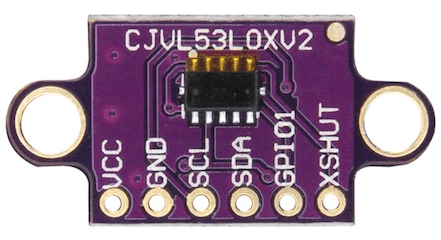 CJVL53L0XV2
VCC
GND
SCL
SDA
GPIO1
XSHUT